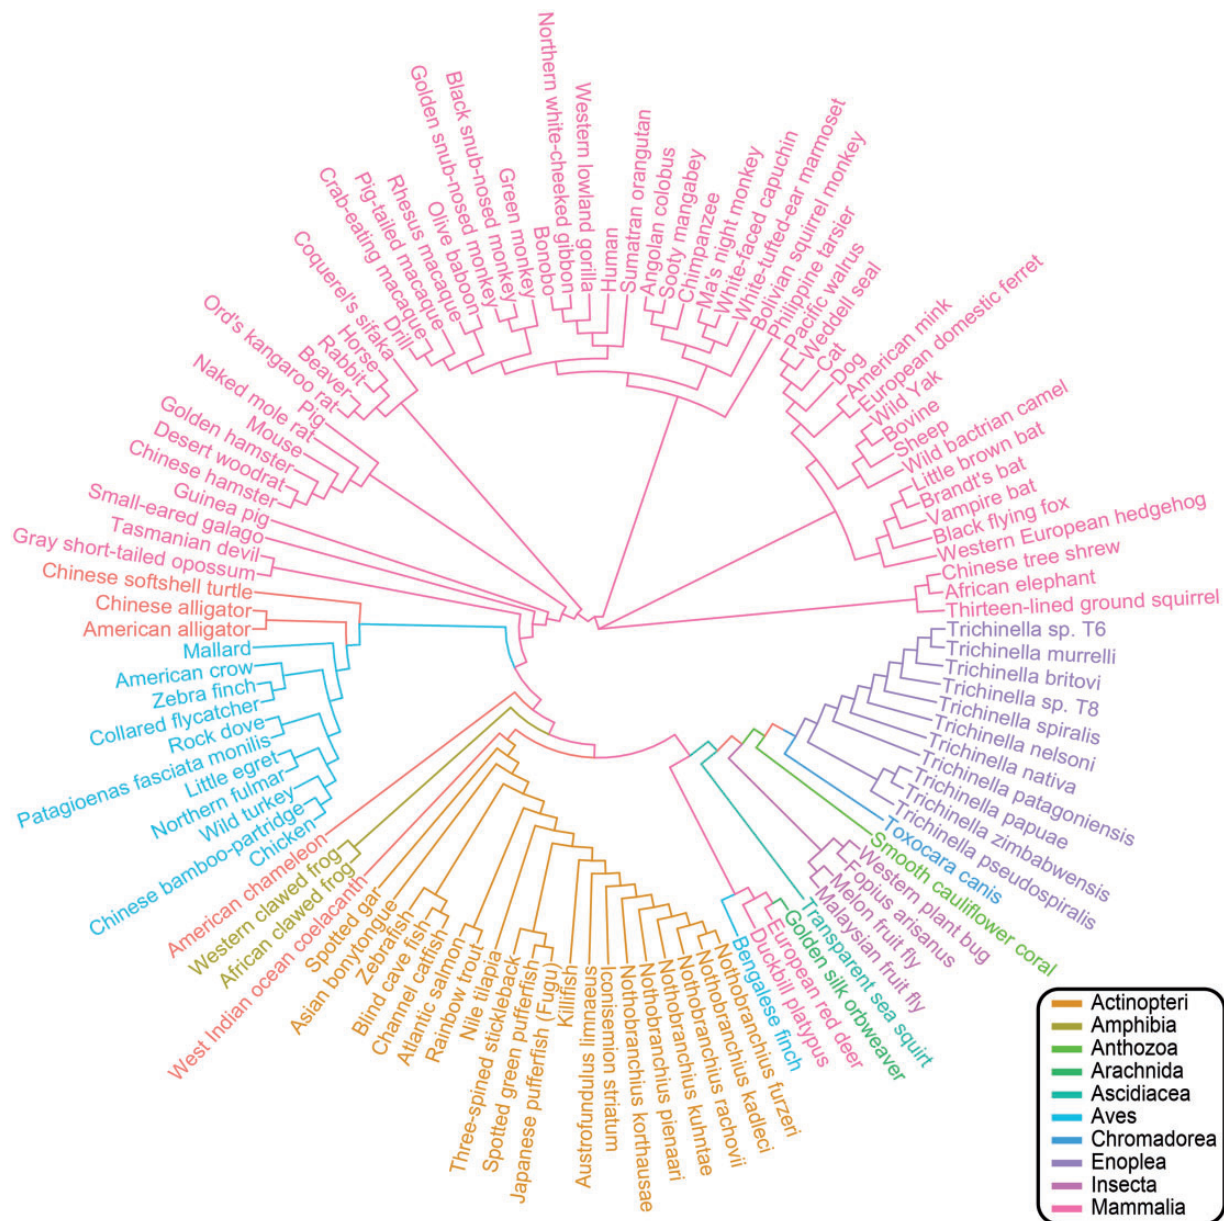 Northern white-cheeked gibbon
Western lowland gorilla
Human
Sumatran orangutan
Angolan colobus
Sooty mangabey
Chimpanzee
Ma's night monkey
White-faced capuchin
White-tufted-ear marmoset
Bolivian squirrel monkey
Philippine tarsier
Pacific walrus
Weddell seal
Cat
Dog
American mink
European domestic ferret
Wild Yak
Bovine
Sheep
Wild bactrian camel
Little brown bat
Brandt's bat
Vampire bat
Black flying fox
Western European hedgehog
Chinese tree shrew
African elephant
Thirteen-lined ground squirrel
Trichinella sp. T6
Trichinella murrelli
Trichinella britovi
Trichinella sp. T8
Trichinella spiralis
Trichinella nelsoni
Trichinella nativa
Trichinella patagoniensis
Trichinella papuae
Trichinella zimbabwensis
Trichinella pseudospiralis
Toxocara canis
Smooth cauliflower coral
Western plant bug
Fopius arisanus
Melon fruit fly
Malaysian fruit fly
Transparent sea squirt
Golden silk orbweaver
European red deer
Duckbill platypus
Bengalese finch
Nothobranchius furzeri
Nothobranchius kadleci
Nothobranchius rachovii
Nothobranchius kuhntae
Nothobranchius pienaari
Nothobranchius korthausae
Iconisemion striatum
Austrofundulus limnaeus
Killifish
Japanese pufferfish (Fugu)
Spotted green pufferfish
Three-spined stickleback
Nile tilapia
Rainbow trout
Atlantic salmon
Channel catfish
Blind cave fish
Zebrafish
Asian bonytongue
Spotted gar
West Indian ocean coelacanth
African clawed frog
Western clawed frog
American chameleon
Chicken
Chinese bamboo-partridge
Wild turkey
Northern fulmar
Little egret
Patagioenas fasciata monilis
Rock dove
Collared flycatcher
Zebra finch
American crow
Mallard
American alligator
Chinese alligator
Chinese softshell turtle
Gray short-tailed opossum
Tasmanian devil
Small-eared galago
Guinea pig
Chinese hamster
Desert woodrat
Golden hamster
Mouse
Naked mole rat
Pig
Ord's kangaroo rat
Beaver
Rabbit
Horse
Coquerel's sifaka
Drill
Crab-eating macaque
Pig-tailed macaque
Rhesus macaque
Olive baboon
Golden snub-nosed monkey
Black snub-nosed monkey
Green monkey
Bonobo
Actinopteri
Amphibia
Anthozoa
Arachnida
Ascidiacea
Aves
Chromadorea
Enoplea
Insecta
Mammalia